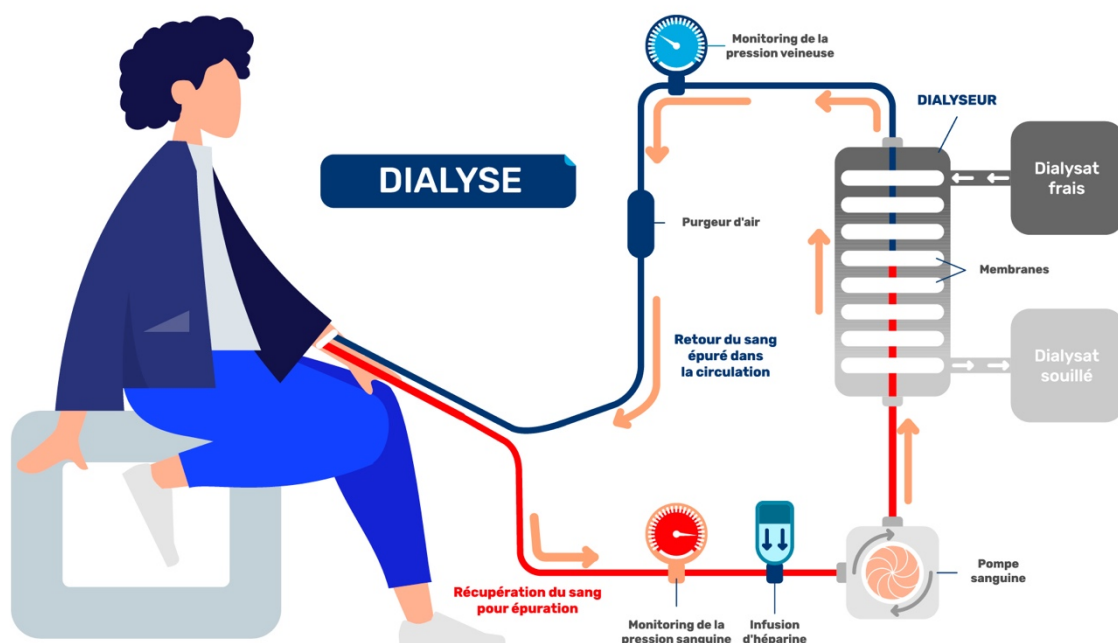 Monitoring de la
pression veineuse
DIALYSEUR
DIALYSE
Dialysat
frais
Purgeur d'air
Membranes
Retour du sang
épuré dans
la circulation
Dialysat
souillé
Récupération du sang
pour épuration
Monitoring de la
pression sanguine
Infusion
d'héparine
Pompe
sanguine